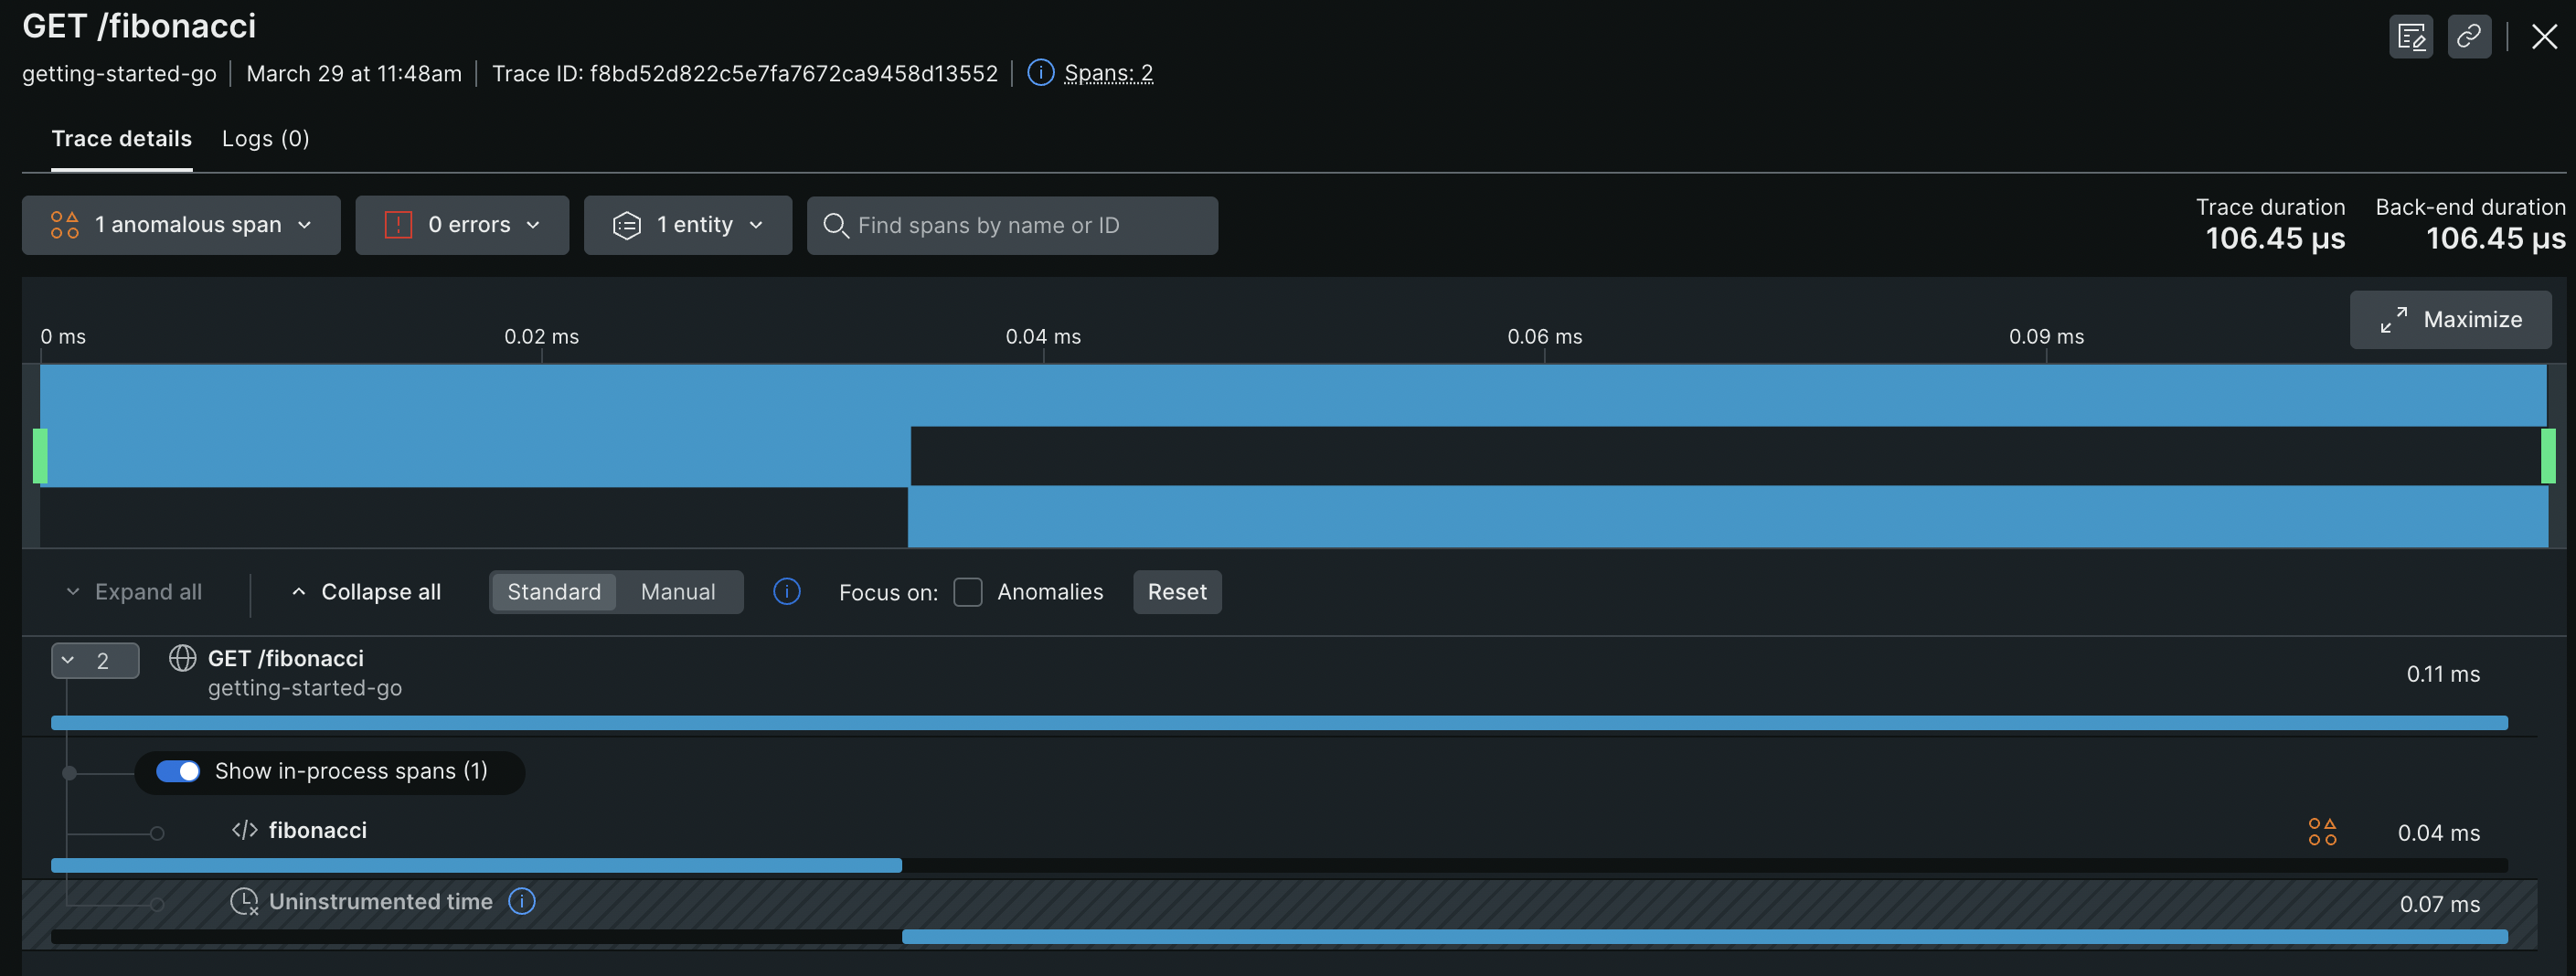 GET /fibonacci
getting-started-go | March 29 at 11:48am | Trace ID: f8bd52d822c5e7fa7672ca9458d13552 | Spans: 2
Trace details Logs (0)
1 anomalous span 0 errors 1 entity Find spans by name or ID
Trace duration Back-end duration
106.45 µs 106.45 µs
Maximize
0 ms 0.02 ms 0.04 ms 0.06 ms 0.09 ms
Expand all Collapse all Standard Manual Focus on: Anomalies Reset
2 GET /fibonacci
getting-started-go 0.11 ms
Show in-process spans (1)
</> fibonacci 0.04 ms
Uninstrumented time 0.07 ms